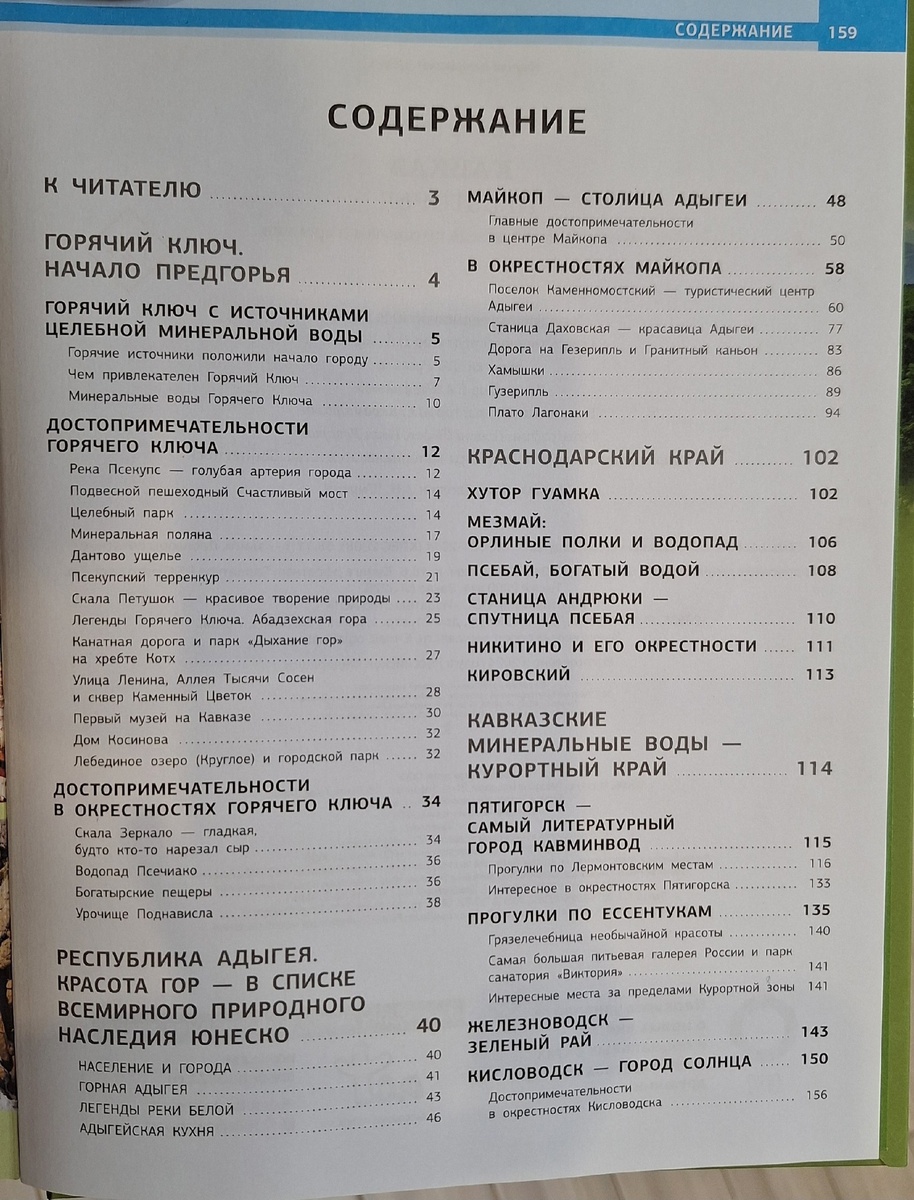 СОДЕРЖАНИЕ 159
СОДЕРЖАНИЕ
К ЧИТАТЕЛЮ 3
ГОРЯЧИЙ КЛЮЧ.
НАЧАЛО ПРЕДГОРЬЯ 4
ГОРЯЧИЙ КЛЮЧ С ИСТОЧНИКАМИ
ЦЕЛЕБНОЙ МИНЕРАЛЬНОЙ ВОДЫ 5
Горячие источники положили начало городу 5
Чем привлекателен Горячий Ключ 7
Минеральные воды Горячего Ключа 10
ДОСТОПРИМЕЧАТЕЛЬНОСТИ
ГОРЯЧЕГО КЛЮЧА 12
Река Псекупс — голубая артерия города 12
Подвесной пешеходный Счастливый мост 14
Целебный парк 14
Минеральная поляна 17
Дантово ущелье 19
Псекупский терренкур 21
Скала Петушок — красивое творение природы 23
Легенды Горячего Ключа. Абадзехская гора 25
Канатная дорога и парк «Дыхание гор»
на хребте Котх 27
Улица Ленина, Аллея Тысячи Сосен
и сквер Каменный Цветок 28
Первый музей на Кавказе 30
Дом Косинова 32
Лебединое озеро (Круглое) и городской парк 32
ДОСТОПРИМЕЧАТЕЛЬНОСТИ
В ОКРЕСТНОСТЯХ ГОРЯЧЕГО КЛЮЧА 34
Скала Зеркало — гладкая,
будто кто-то нарезал сыр 34
Водопад Псечиако 36
Богатырские пещеры 36
Урочище Поднависла 38
РЕСПУБЛИКА АДЫГЕЯ.
КРАСОТА ГОР — В СПИСКЕ
ВСЕМИРНОГО ПРИРОДНОГО
НАСЛЕДИЯ ЮНЕСКО 40
НАСЕЛЕНИЕ И ГОРОДА 40
ГОРНАЯ АДЫГЕЯ 41
ЛЕГЕНДЫ РЕКИ БЕЛОЙ 43
АДЫГЕЙСКАЯ КУХНЯ 46
МАЙКОП — СТОЛИЦА АДЫГЕИ 48
Главные достопримечательности
в центре Майкопа 50
В ОКРЕСТНОСТЯХ МАЙКОПА 58
Поселок Каменномостский — туристический центр
Адыгеи 60
Станица Даховская — красавица Адыгеи 77
Дорога на Гезерипль и Гранитный каньон 83
Хамышки 86
Гузерипль 89
Плато Лагонаки 94
КРАСНОДАРСКИЙ КРАЙ 102
ХУТОР ГУАМКА 102
МЕЗМАЙ:
ОРЛИНЫЕ ПОЛКИ И ВОДОПАД 106
ПСЕБАЙ, БОГАТЫЙ ВОДОЙ 108
СТАНИЦА АНДРЮКИ —
СПУТНИЦА ПСЕБАЯ 110
НИКИТИНО И ЕГО ОКРЕСТНОСТИ 111
КИРОВСКИЙ 113
КАВКАЗСКИЕ
МИНЕРАЛЬНЫЕ ВОДЫ —
КУРОРТНЫЙ КРАЙ 114
ПЯТИГОРСК —
САМЫЙ ЛИТЕРАТУРНЫЙ
ГОРОД КАВМИНВОД 115
Прогулки по Лермонтовским местам 116
Интересное в окрестностях Пятигорска 133
ПРОГУЛКИ ПО ЕССЕНТУКАМ 135
Грязелечебница необычайной красоты 140
Самая большая питьевая галерея России и парк
санатория «Виктория» 141
Интересные места за пределами Курортной зоны 141
ЖЕЛЕЗНОВОДСК —
ЗЕЛЕНЫЙ РАЙ 143
КИСЛОВОДСК — ГОРОД СОЛНЦА 150
Достопримечательности
в окрестностях Кисловодска 156